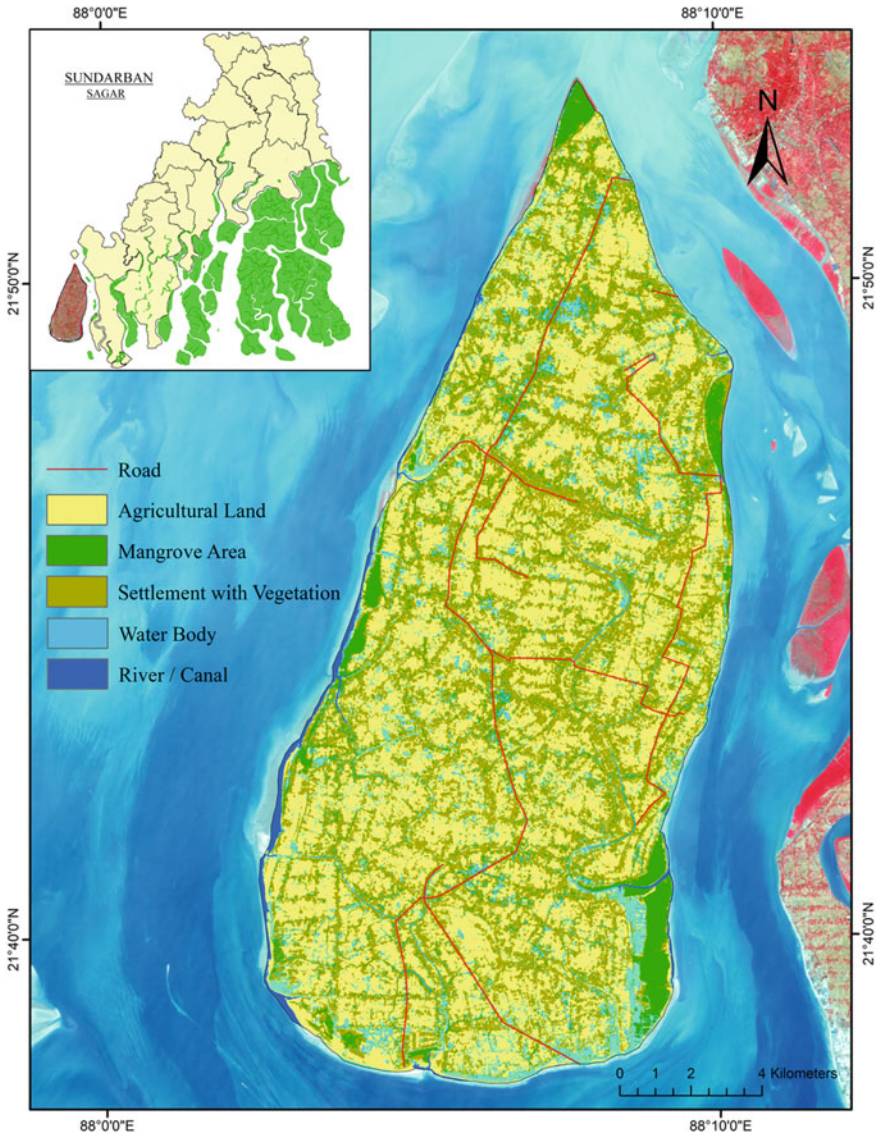 88°0'0"E
88°10'0"E
SUNDARBAN
SAGAR
N
21°50'0"N
21°50'0"N
Road
Agricultural Land
Mangrove Area
Settlement with Vegetation
Water Body
River / Canal
21°40'0"N
21°40'0"N
0 1 2 4 Kilometers
88°0'0"E
88°10'0"E